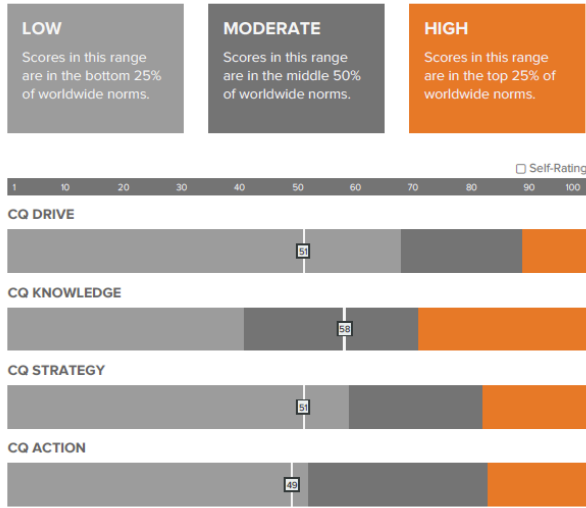 LOW
Scores in this range
are in the bottom 25%
of worldwide norms.
MODERATE
Scores in this range
are in the middle 50%
of worldwide norms.
HIGH
Scores in this range
are in the top 25% of
worldwide norms.
Self-Rating
1 10 20 30 40 50 60 70 80 90 100
CQ DRIVE
51
CQ KNOWLEDGE
58
CQ STRATEGY
51
CQ ACTION
49